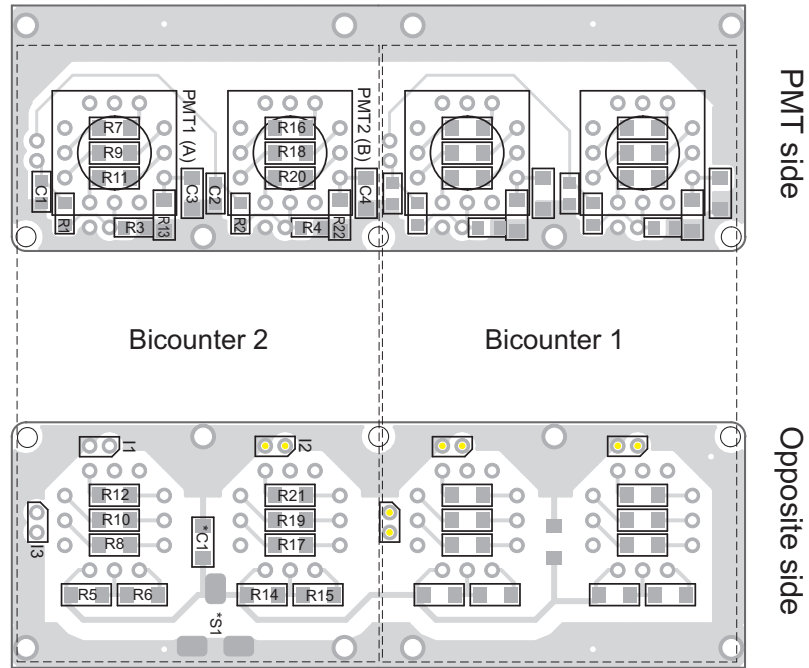 PMT side
PMT1 (A)
PMT2 (B)
R7
R16
R9
R18
R11
R20
C1
C3
C2
C4
R1
R3
R13
R2
R4
R22
Bicounter 2
Bicounter 1
Opposite side
I1
I2
R12
R21
R10
R19
R8
R17
I3
*C1
R5
R6
R14
R15
*S1